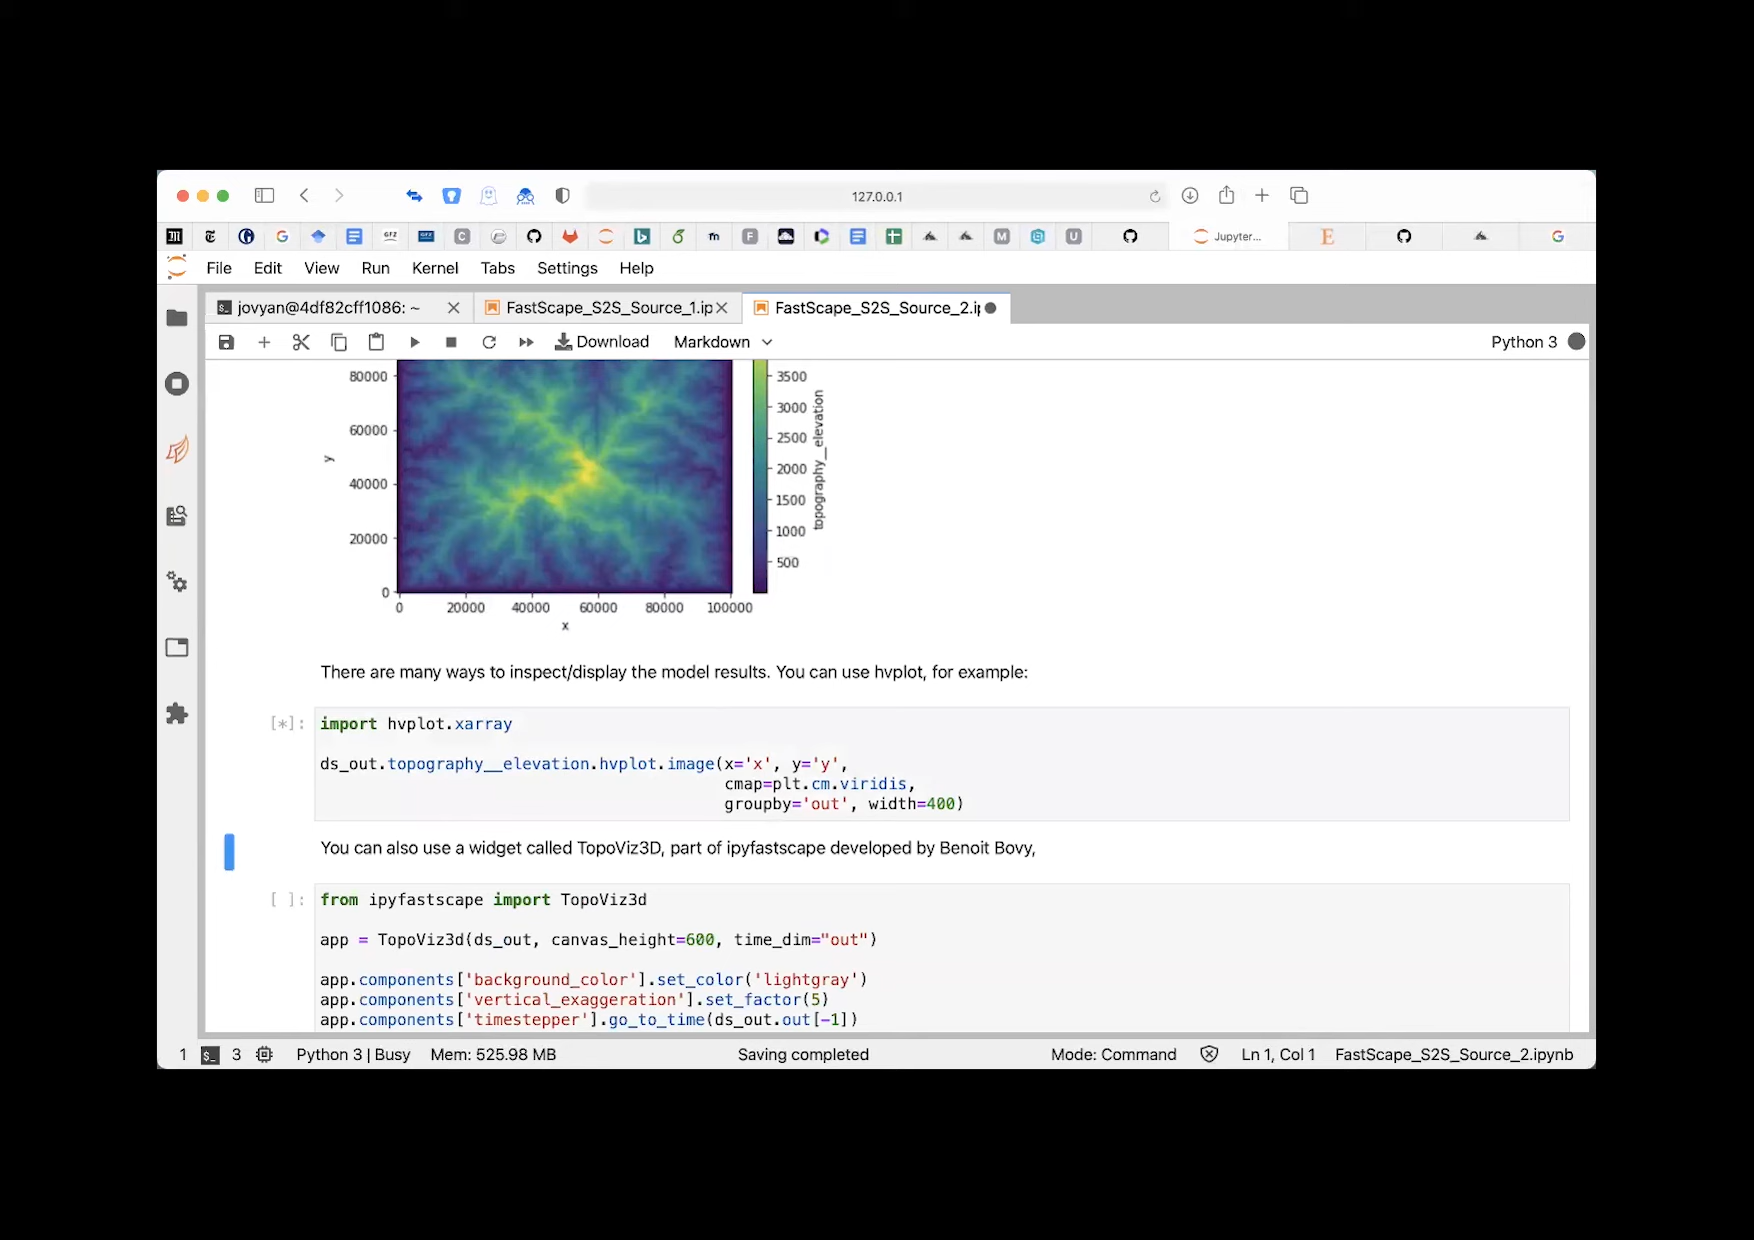 127.0.0.1
Jupyter...
File Edit View Run Kernel Tabs Settings Help
jovyan@4df82cff1086: ~
FastScape_S2S_Source_1.ip
FastScape_S2S_Source_2.i
Download Markdown Python 3
80000
60000
40000
20000
0
y
0 20000 40000 60000 80000 100000
x
3500
3000
2500
2000
1500
1000
500
topography__elevation
There are many ways to inspect/display the model results. You can use hvplot, for example:
[*]: import hvplot.xarray
ds_out.topography__elevation.hvplot.image(x='x', y='y',
cmap=plt.cm.viridis,
groupby='out', width=400)
You can also use a widget called TopoViz3D, part of ipyfastscape developed by Benoit Bovy,
[ ]: from ipyfastscape import TopoViz3d
app = TopoViz3d(ds_out, canvas_height=600, time_dim="out")
app.components['background_color'].set_color('lightgray')
app.components['vertical_exaggeration'].set_factor(5)
app.components['timestepper'].go_to_time(ds_out.out[-1])
1 3 Python 3 | Busy Mem: 525.98 MB Saving completed Mode: Command Ln 1, Col 1 FastScape_S2S_Source_2.ipynb